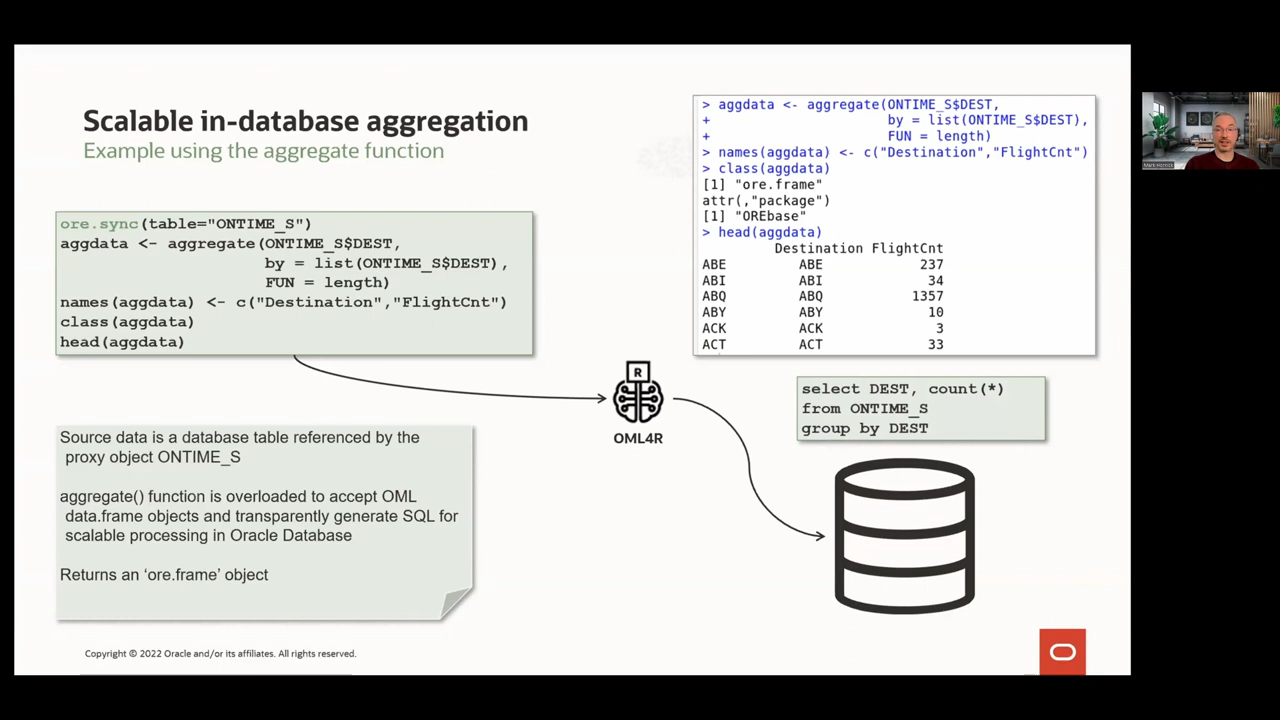 Scalable in-database aggregation
Example using the aggregate function
ore.sync(table="ONTIME_S")
aggdata <- aggregate(ONTIME_S$DEST,
by = list(ONTIME_S$DEST),
FUN = length)
names(aggdata) <- c("Destination","FlightCnt")
class(aggdata)
head(aggdata)
> aggdata <- aggregate(ONTIME_S$DEST,
+ by = list(ONTIME_S$DEST),
+ FUN = length)
> names(aggdata) <- c("Destination","FlightCnt")
> class(aggdata)
[1] "ore.frame"
attr(,"package")
[1] "OREbase"
> head(aggdata)
Destination FlightCnt
ABE ABE 237
ABI ABI 34
ABQ ABQ 1357
ABY ABY 10
ACK ACK 3
ACT ACT 33
OML4R
R
select DEST, count(*)
from ONTIME_S
group by DEST
Source data is a database table referenced by the
proxy object ONTIME_S
aggregate() function is overloaded to accept OML
data.frame objects and transparently generate SQL for
scalable processing in Oracle Database
Returns an ‘ore.frame’ object
Copyright © 2022 Oracle and/or its affiliates. All rights reserved.